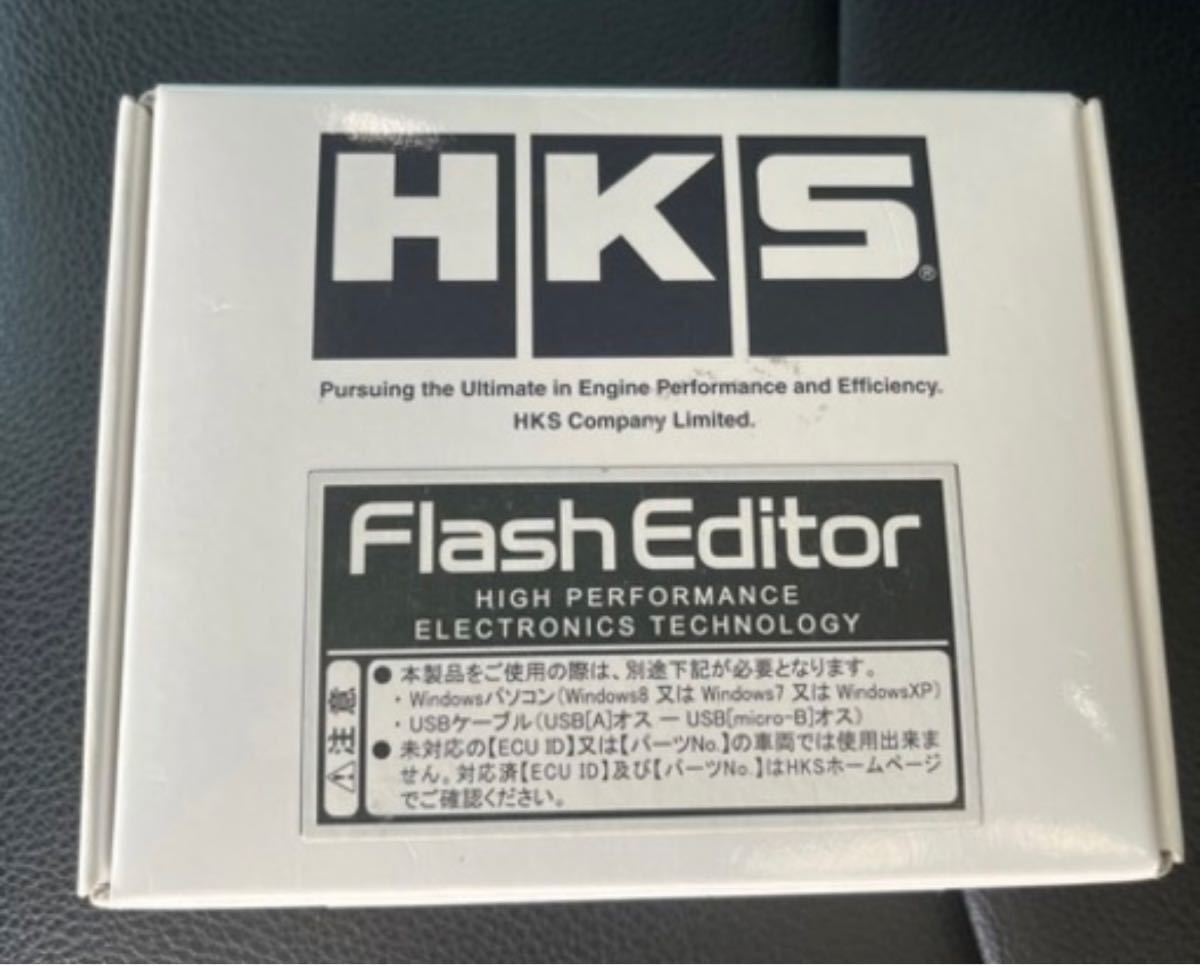 HKS®
Pursuing the Ultimate in Engine Performance and Efficiency.
HKS Company Limited.
Flash Editor
HIGH PERFORMANCE
ELECTRONICS TECHNOLOGY
⚠注意
● 本製品をご使用の際は、別途下記が必要となります。
・Windowsパソコン(Windows8 又は Windows7 又は WindowsXP)
・USBケーブル(USB[A]オス ー USB[micro-B]オス)
● 未対応の【ECU ID】又は【パーツNo.】の車両では使用出来ま
せん。対応済【ECU ID】及び【パーツNo.】はHKSホームページ
でご確認ください。